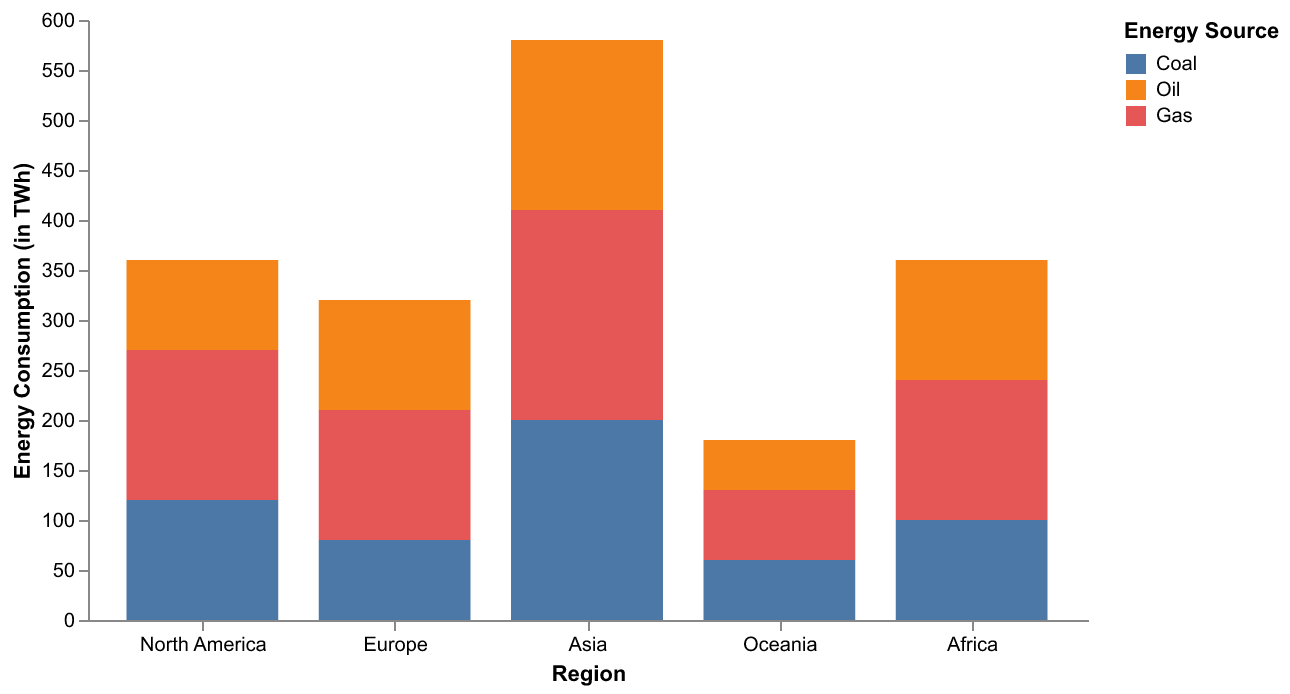 Energy Consumption (in TWh)
600
550
500
450
400
350
300
250
200
150
100
50
0
North America
Europe
Asia
Oceania
Africa
Region
Energy Source
Coal
Oil
Gas